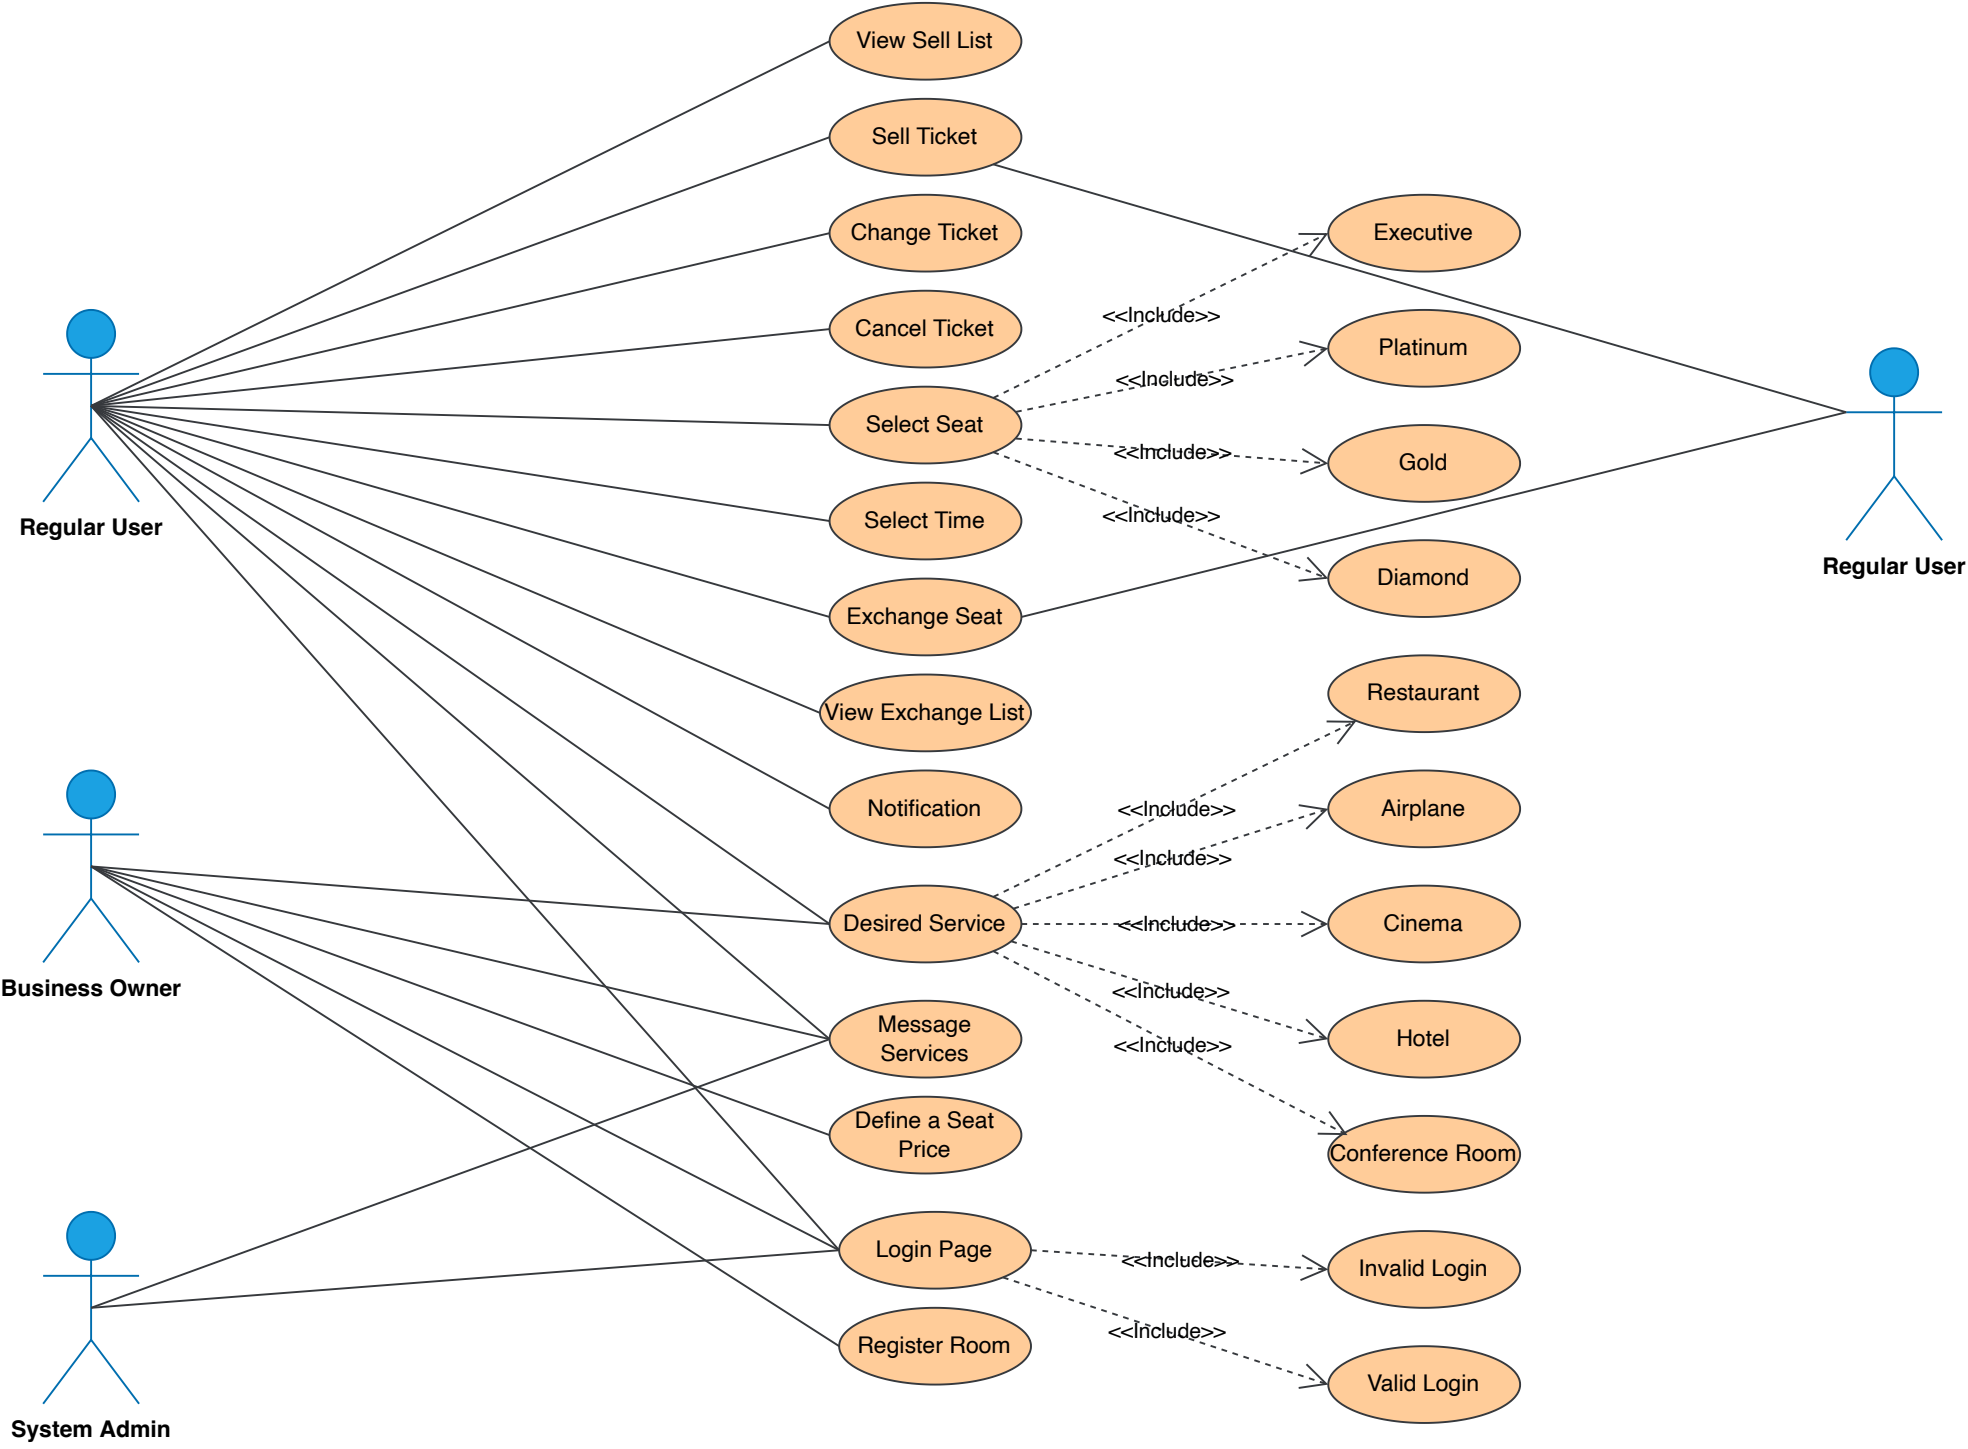 View Sell List
Sell Ticket
Change Ticket
Executive
<<Include>>
Cancel Ticket
Platinum
<<Include>>
Select Seat
<<Include>>
Gold
Regular User
Select Time
<<Include>>
Diamond
Regular User
Exchange Seat
Restaurant
View Exchange List
Notification
<<Include>>
Airplane
<<Include>>
Desired Service
<<Include>>
Cinema
Business Owner
<<Include>>
Message
Services
Hotel
<<Include>>
Define a Seat
Price
Conference Room
Login Page
<<Include>>
Invalid Login
<<Include>>
Register Room
Valid Login
System Admin